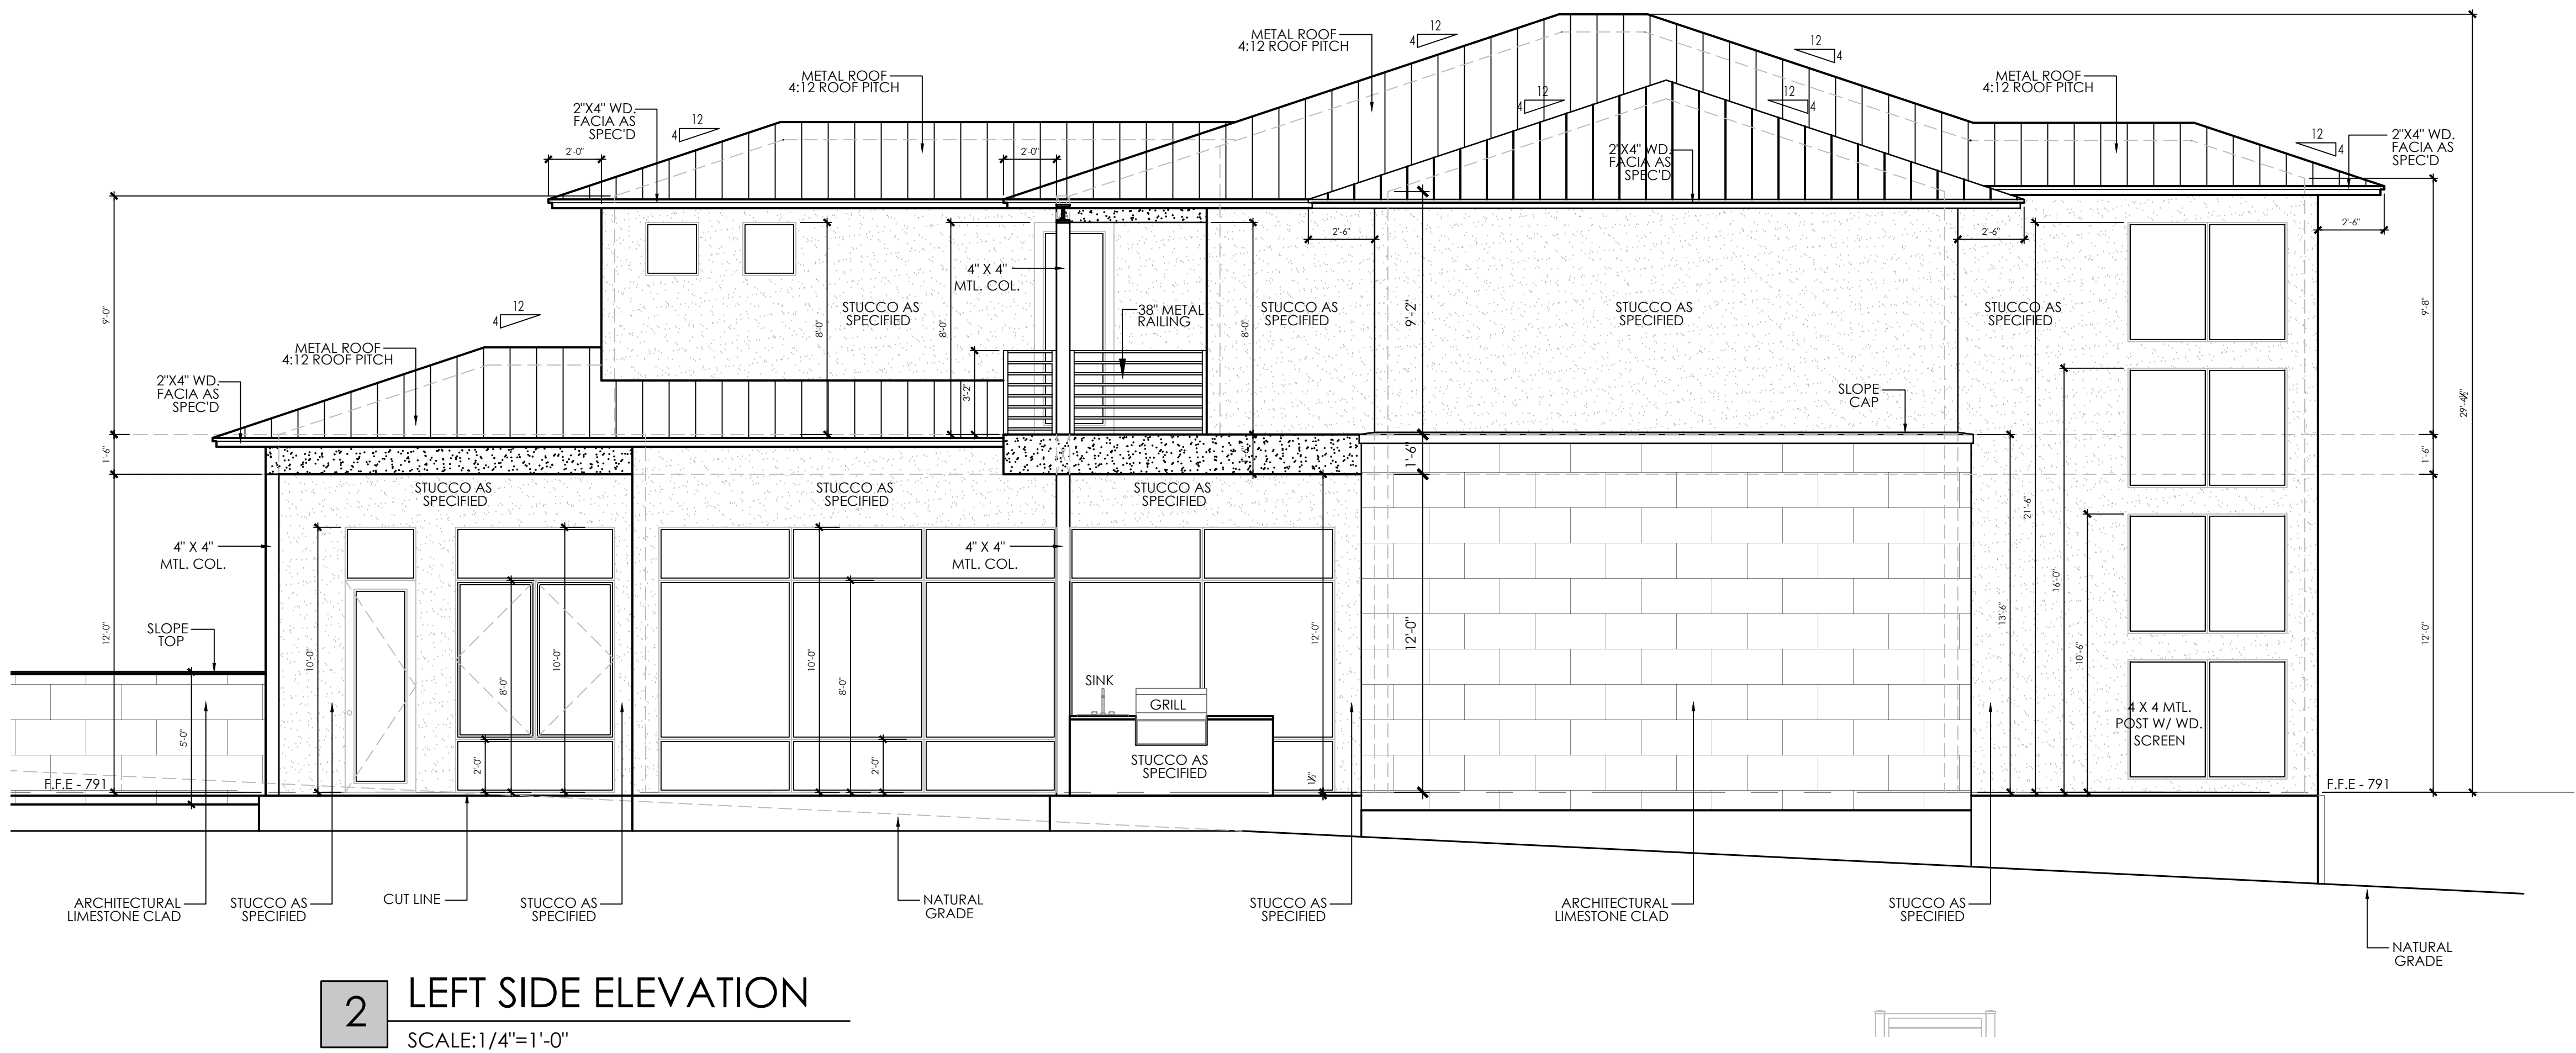 12
4
METAL ROOF
4:12 ROOF PITCH
12
4
METAL ROOF
4:12 ROOF PITCH
METAL ROOF
4:12 ROOF PITCH
2"X4" WD.
FACIA AS
SPEC'D
12
4
12
4
12
4
12
4
2"X4" WD.
FACIA AS
SPEC'D
2'-0"
2'-0"
2"X4" WD.
FACIA AS
SPEC'D
2'-6"
2'-6"
2'-6"
9'-0"
4" X 4"
MTL. COL.
STUCCO AS
SPECIFIED
8'-0"
8'-0"
38" METAL
RAILING
8'-0"
STUCCO AS
SPECIFIED
9'-2"
STUCCO AS
SPECIFIED
STUCCO AS
SPECIFIED
9'-8"
12
4
METAL ROOF
4:12 ROOF PITCH
2"X4" WD.
FACIA AS
SPEC'D
3'-2"
SLOPE
CAP
29'-4½"
1'-6"
1'-6"
1'-6"
STUCCO AS
SPECIFIED
STUCCO AS
SPECIFIED
STUCCO AS
SPECIFIED
21'-6"
4" X 4"
MTL. COL.
4" X 4"
MTL. COL.
16'-0"
13'-6"
12'-0"
SLOPE
TOP
12'-0"
12'-0"
12'-0"
10'-0"
8'-0"
10'-0"
10'-0"
8'-0"
10'-6"
SINK
GRILL
4 X 4 MTL.
POST W/ WD.
SCREEN
5'-0"
2'-0"
2'-0"
STUCCO AS
SPECIFIED
1½"
F.F.E - 791
F.F.E - 791
ARCHITECTURAL
LIMESTONE CLAD
STUCCO AS
SPECIFIED
CUT LINE
STUCCO AS
SPECIFIED
NATURAL
GRADE
STUCCO AS
SPECIFIED
ARCHITECTURAL
LIMESTONE CLAD
STUCCO AS
SPECIFIED
NATURAL
GRADE
2
LEFT SIDE ELEVATION
SCALE:1/4"=1'-0"